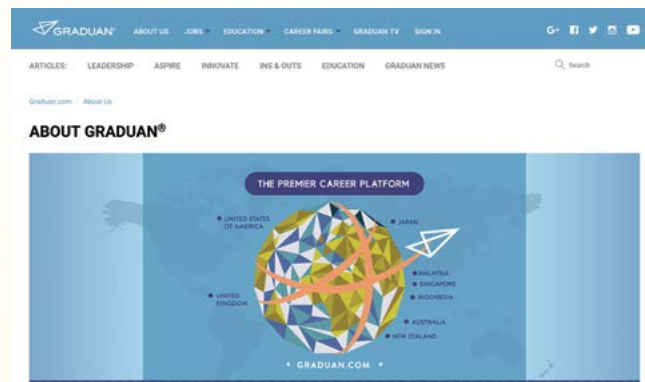 GRADUAN®
ABOUT US JOBS EDUCATION CAREER FAIRS GRADUAN TV SIGN IN
G+
ARTICLES: LEADERSHIP ASPIRE INNOVATE INS & OUTS EDUCATION GRADUAN NEWS
Search
Graduan.com / About Us
ABOUT GRADUAN®
THE PREMIER CAREER PLATFORM
UNITED STATES
OF AMERICA
JAPAN
MALAYSIA
SINGAPORE
INDONESIA
UNITED
KINGDOM
AUSTRALIA
NEW ZEALAND
• GRADUAN.COM •